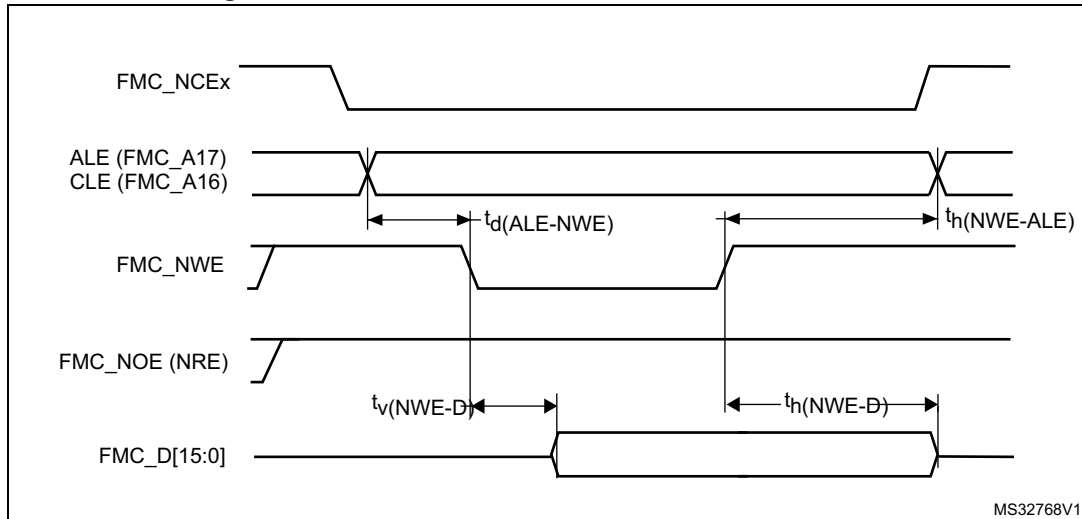 FMC_NCEx
ALE (FMC_A17)
CLE (FMC_A16)
td(ALE-NWE)
th(NWE-ALE)
FMC_NWE
FMC_NOE (NRE)
tv(NWE-D)
th(NWE-D)
FMC_D[15:0]
MS32768V1